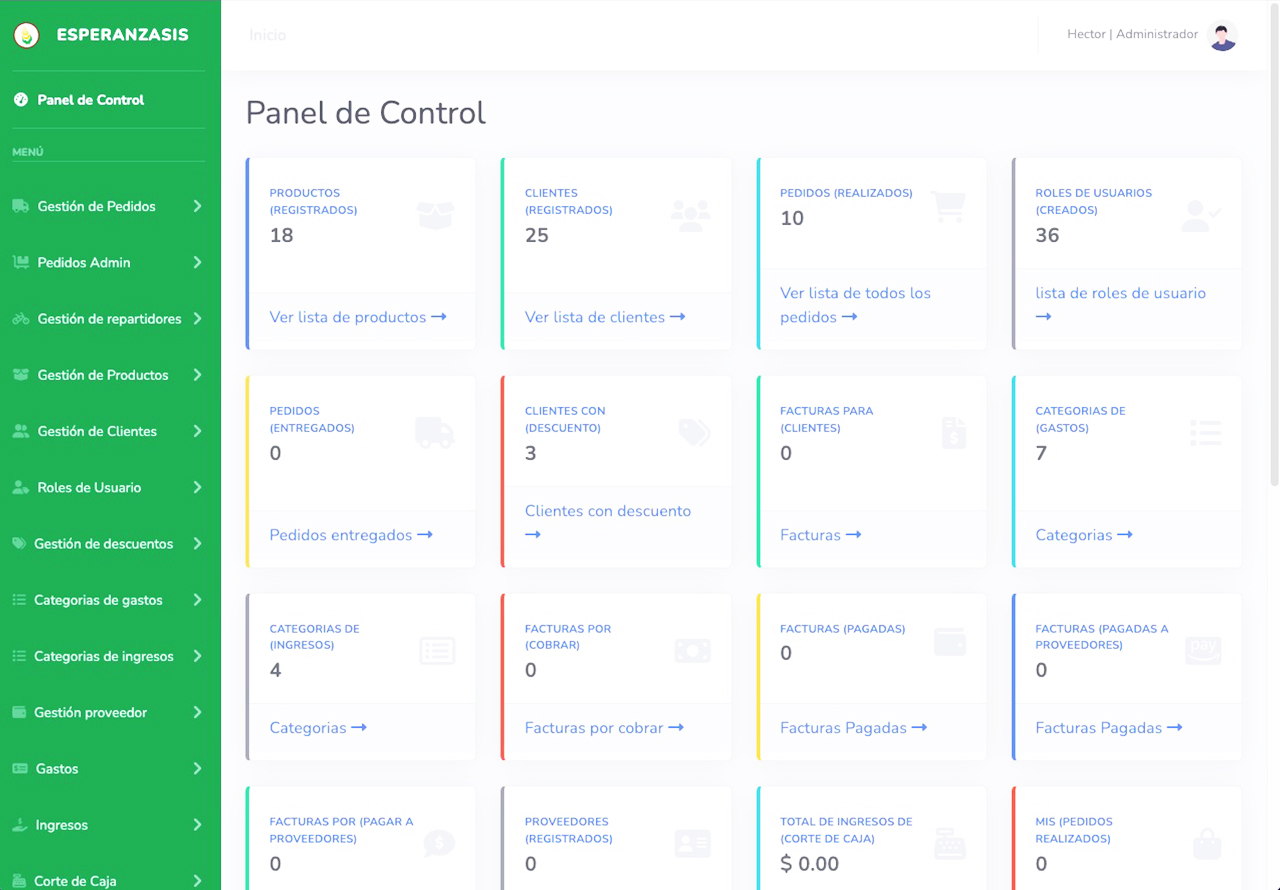 ESPERANZASIS
Inicio
Hector | Administrador
Panel de Control
MENÚ
Gestión de Pedidos
Pedidos Admin
Gestión de repartidores
Gestión de Productos
Gestión de Clientes
Roles de Usuario
Gestión de descuentos
Categorias de gastos
Categorias de ingresos
Gestión proveedor
Gastos
Ingresos
Corte de Caja
Panel de Control
PRODUCTOS
(REGISTRADOS)
18
Ver lista de productos
CLIENTES
(REGISTRADOS)
25
Ver lista de clientes
PEDIDOS (REALIZADOS)
10
Ver lista de todos los
pedidos
ROLES DE USUARIOS
(CREADOS)
36
lista de roles de usuario
PEDIDOS
(ENTREGADOS)
0
Pedidos entregados
CLIENTES CON
(DESCUENTO)
3
Clientes con descuento
FACTURAS PARA
(CLIENTES)
0
Facturas
CATEGORIAS DE
(GASTOS)
7
Categorias
CATEGORIAS DE
(INGRESOS)
4
Categorias
FACTURAS POR
(COBRAR)
0
Facturas por cobrar
FACTURAS (PAGADAS)
0
Facturas Pagadas
FACTURAS (PAGADAS A
PROVEEDORES)
0
pay
Facturas Pagadas
FACTURAS POR (PAGAR A
PROVEEDORES)
0
PROVEEDORES
(REGISTRADOS)
0
TOTAL DE INGRESOS DE
(CORTE DE CAJA)
$ 0.00
MIS (PEDIDOS
REALIZADOS)
0